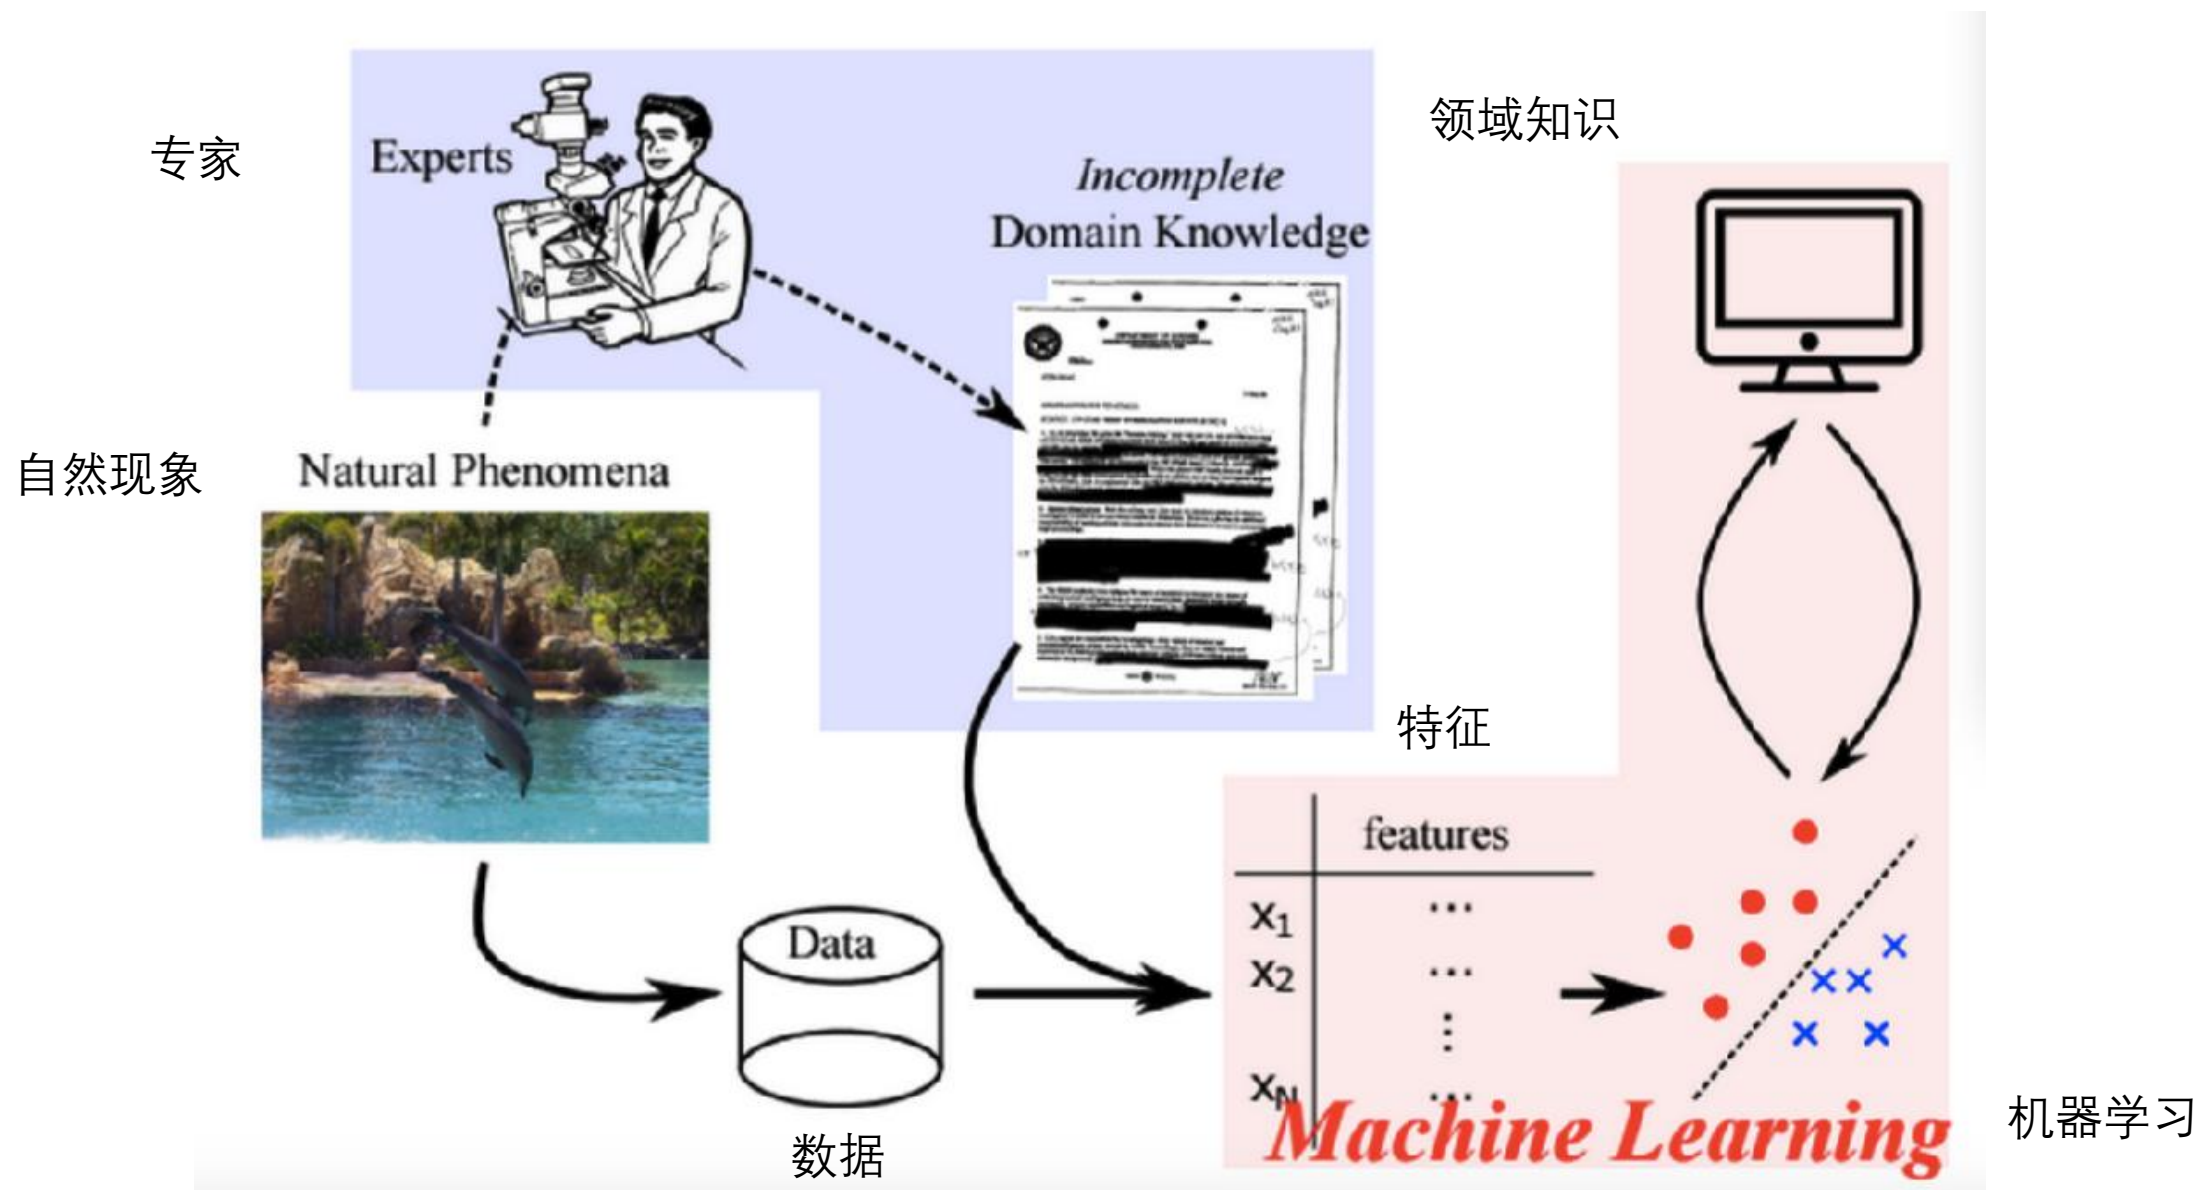 专家
Experts
领域知识
Incomplete
Domain Knowledge
自然现象
Natural Phenomena
特征
features
x1
...
x2
...
⋮
xN
...
Data
数据
Machine Learning
机器学习